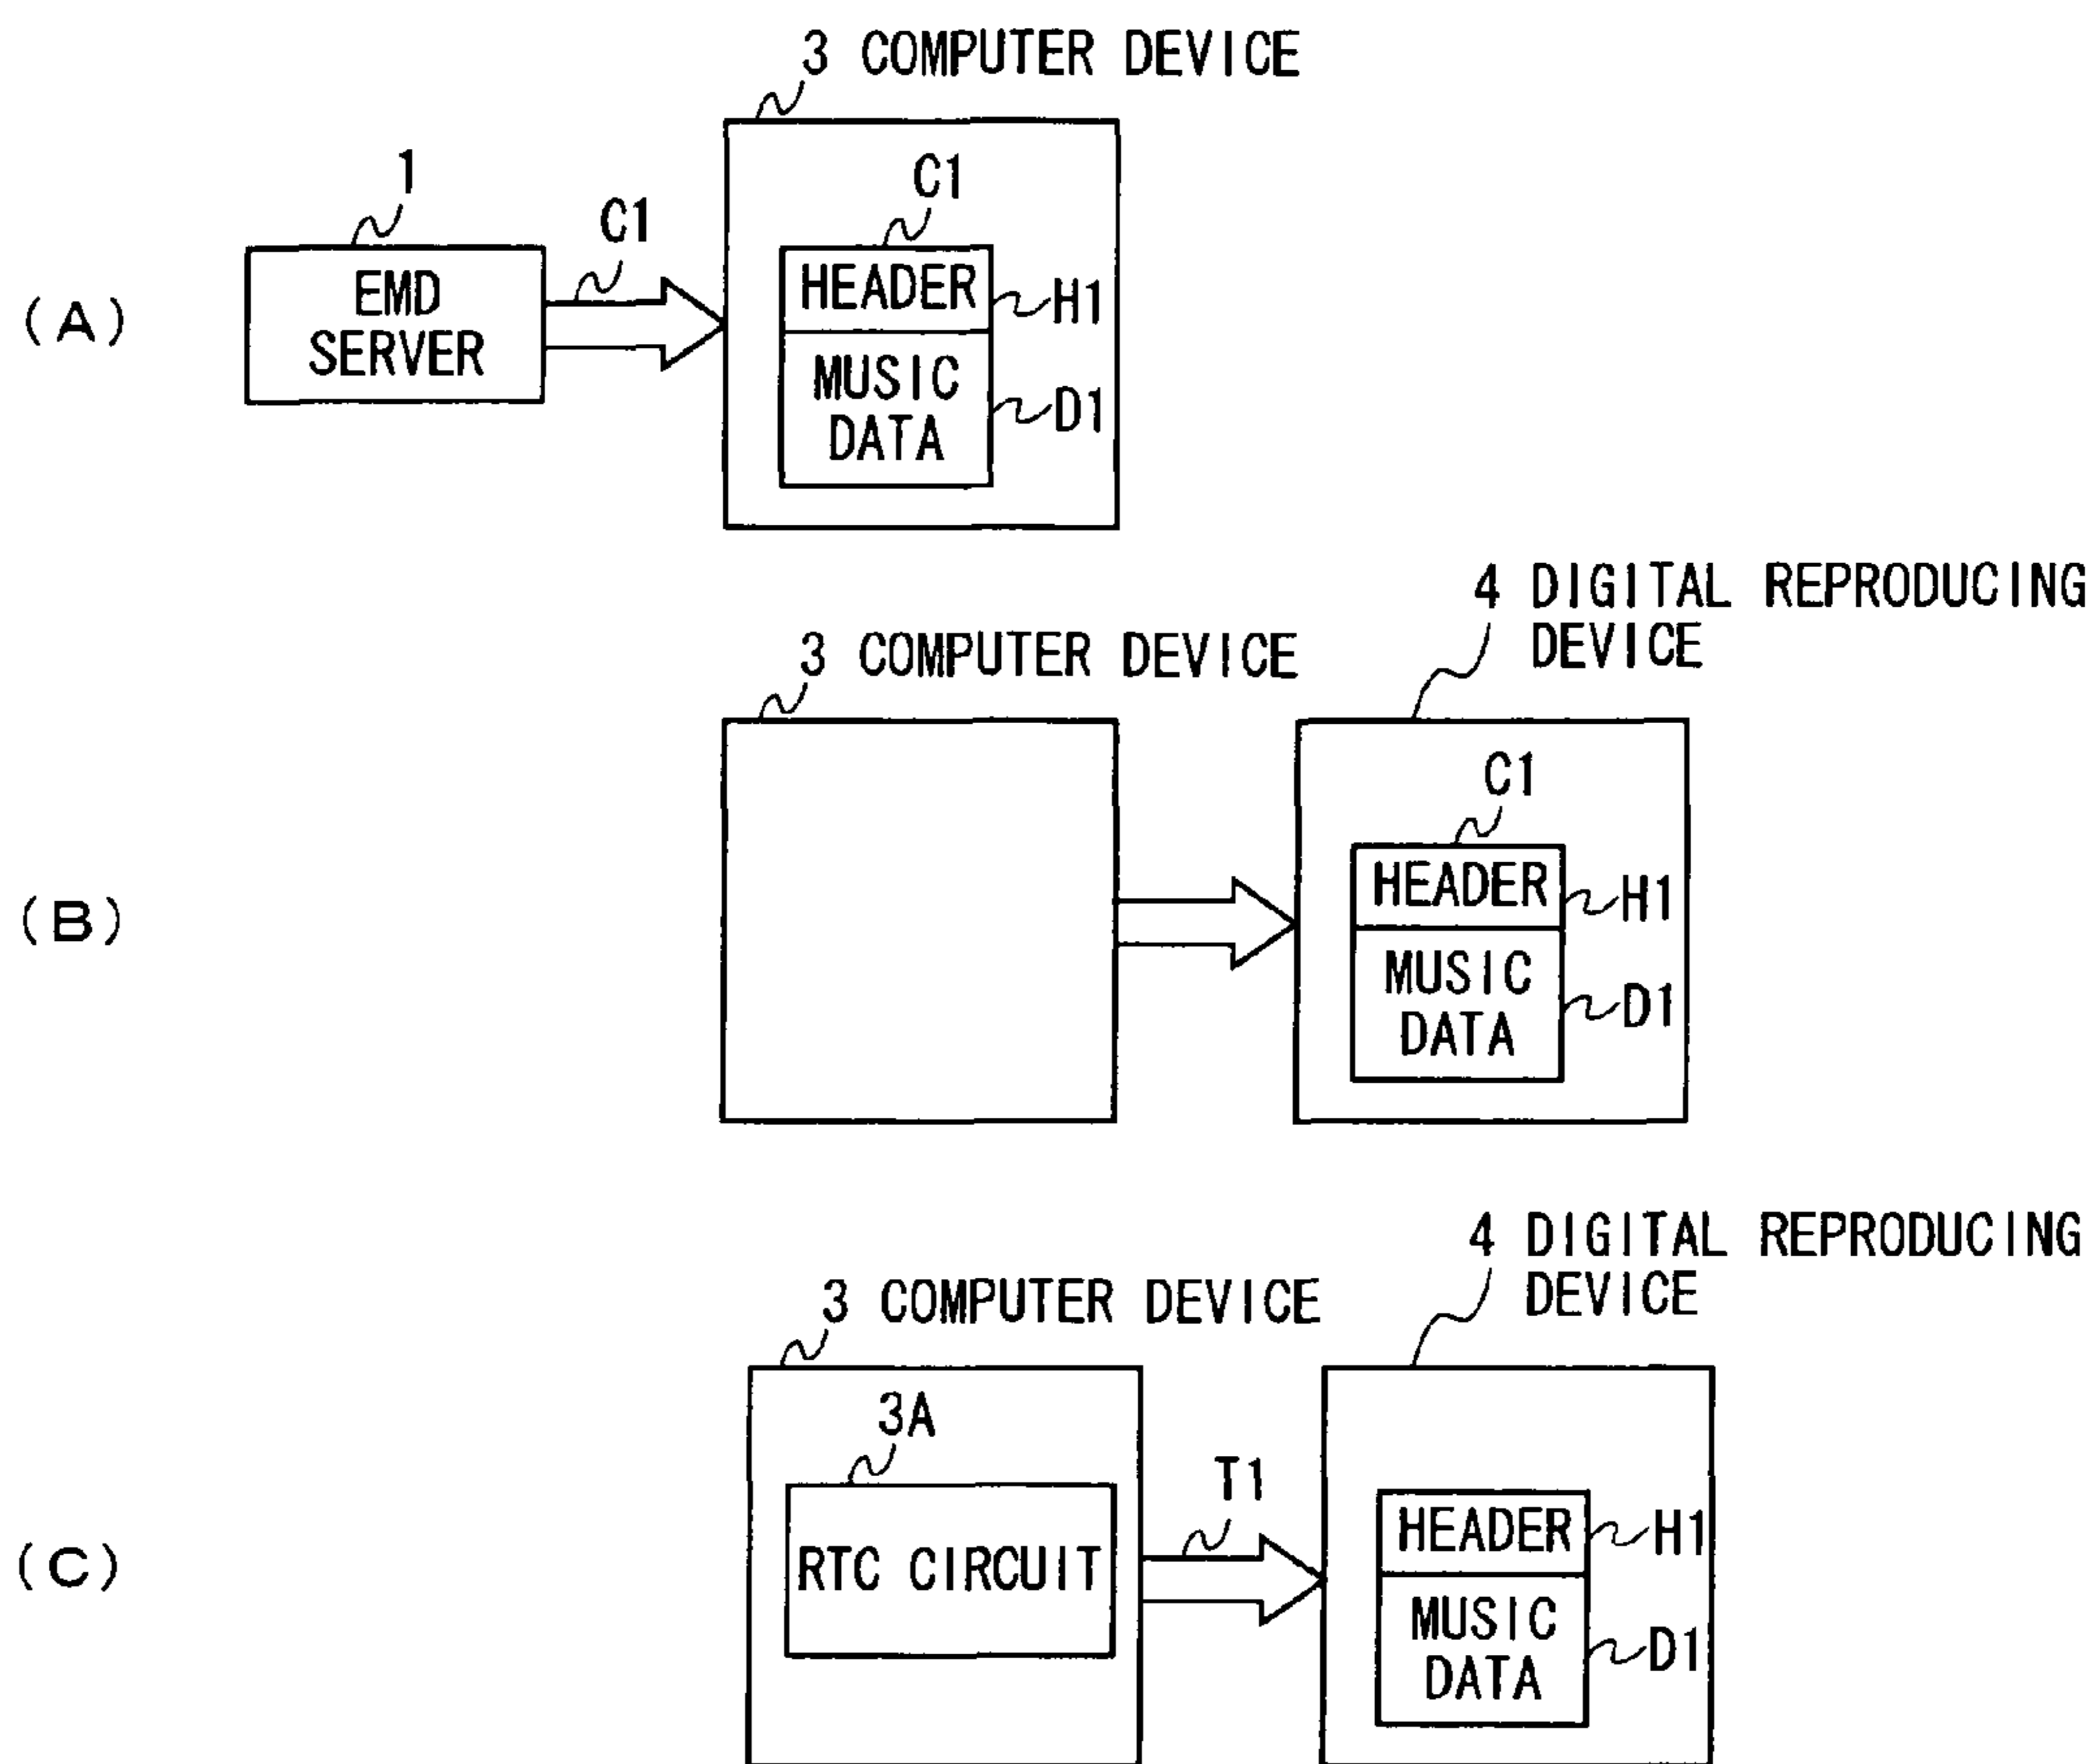 3 COMPUTER DEVICE
1
C1
C1
(A)
EMD
SERVER
HEADER
H1
MUSIC
DATA
D1
4 DIGITAL REPRODUCING
DEVICE
3 COMPUTER DEVICE
C1
(B)
HEADER
H1
MUSIC
DATA
D1
4 DIGITAL REPRODUCING
DEVICE
3 COMPUTER DEVICE
3A
T1
(C)
RTC CIRCUIT
HEADER
H1
MUSIC
DATA
D1